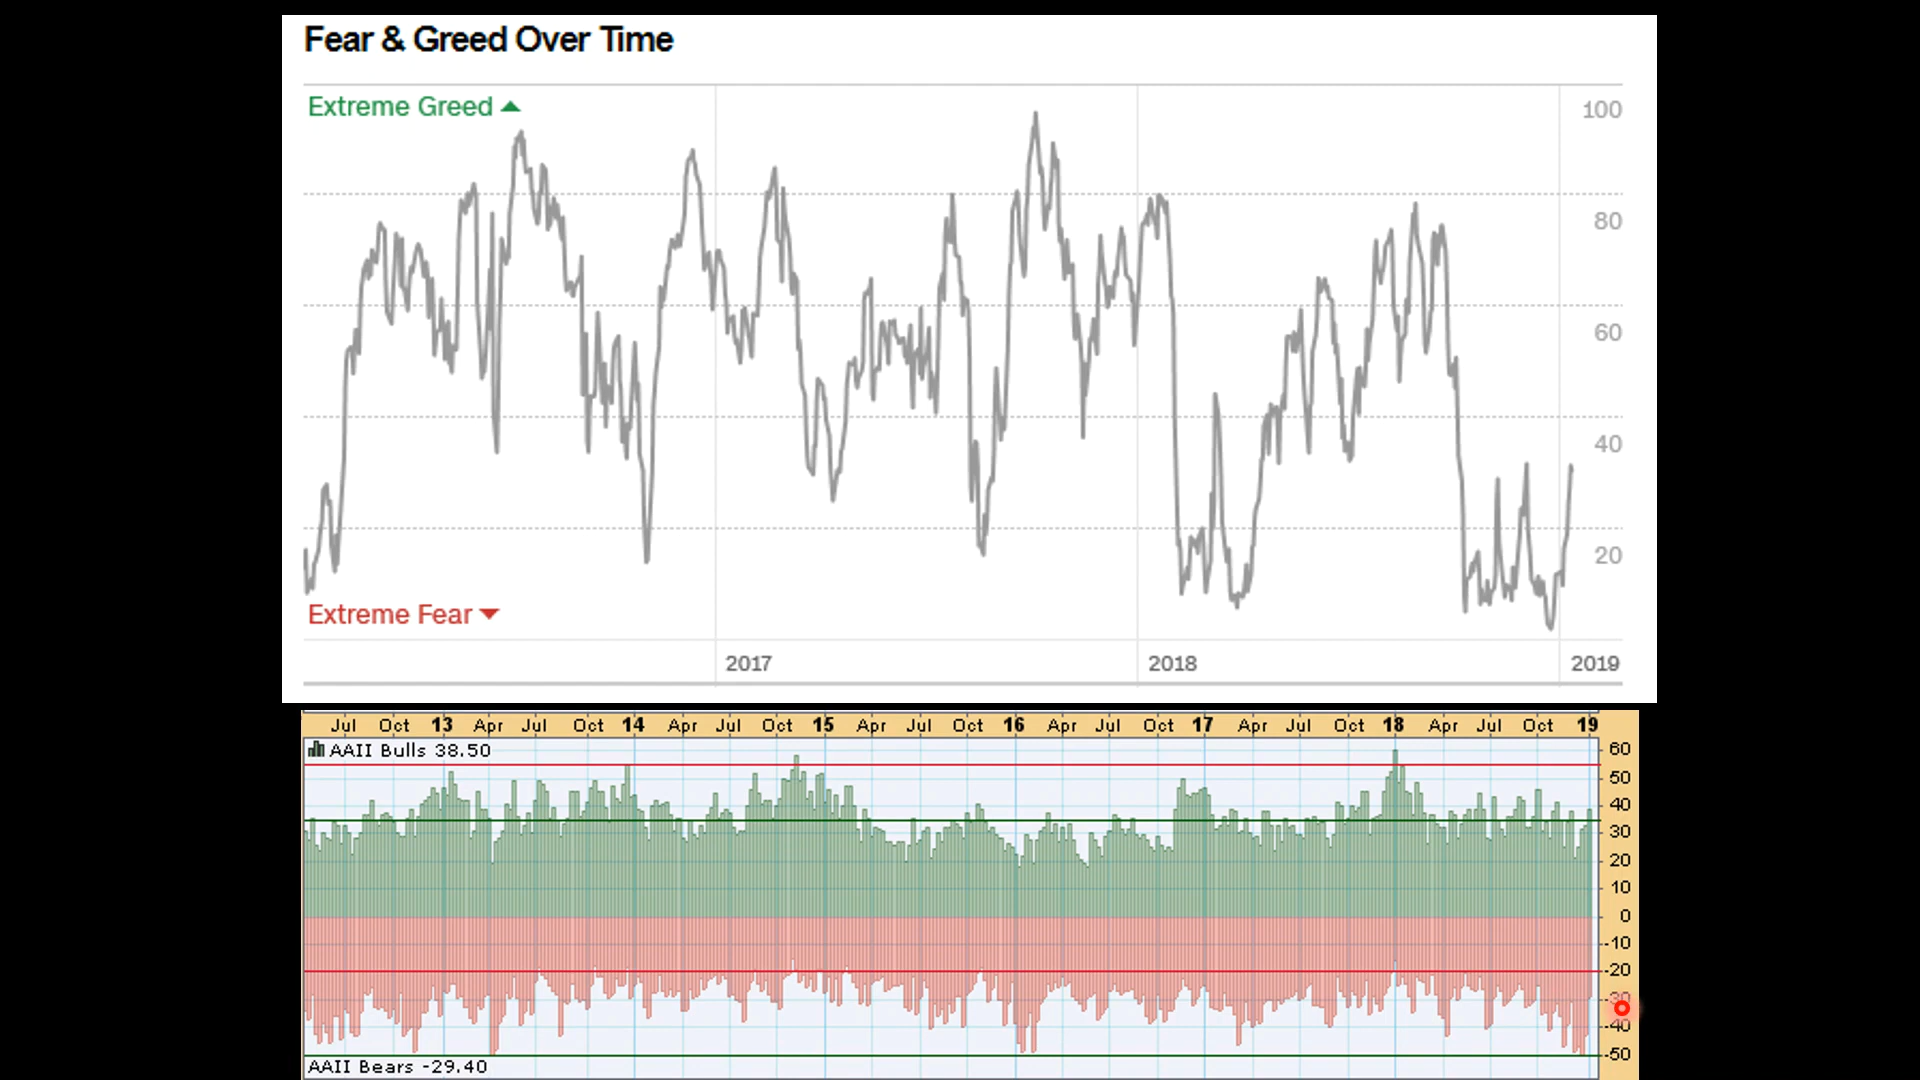 Fear & Greed Over Time
Extreme Greed
100
80
60
40
20
Extreme Fear
2017 2018 2019
Jul Oct 13 Apr Jul Oct 14 Apr Jul Oct 15 Apr Jul Oct 16 Apr Jul Oct 17 Apr Jul Oct 18 Apr Jul Oct 19
AAII Bulls 38.50
60
50
40
30
20
10
0
-10
-20
-30
-40
-50
AAII Bears -29.40